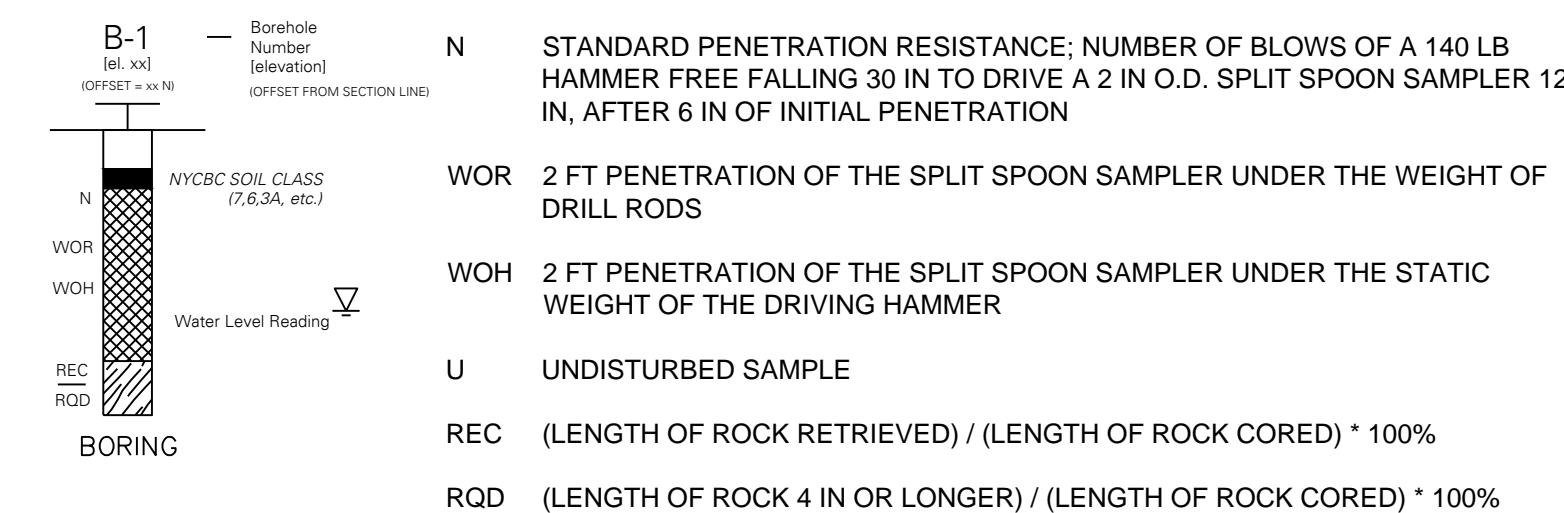 B-1
[el. xx]
(OFFSET = xx N)
Borehole
Number
[elevation]
(OFFSET FROM SECTION LINE)
NYCBC SOIL CLASS
(7,6,3A, etc.)
N
WOR
WOH
Water Level Reading
REC
RQD
BORING
N STANDARD PENETRATION RESISTANCE; NUMBER OF BLOWS OF A 140 LB
HAMMER FREE FALLING 30 IN TO DRIVE A 2 IN O.D. SPLIT SPOON SAMPLER 12
IN, AFTER 6 IN OF INITIAL PENETRATION
WOR 2 FT PENETRATION OF THE SPLIT SPOON SAMPLER UNDER THE WEIGHT OF
DRILL RODS
WOH 2 FT PENETRATION OF THE SPLIT SPOON SAMPLER UNDER THE STATIC
WEIGHT OF THE DRIVING HAMMER
U UNDISTURBED SAMPLE
REC (LENGTH OF ROCK RETRIEVED) / (LENGTH OF ROCK CORED) * 100%
RQD (LENGTH OF ROCK 4 IN OR LONGER) / (LENGTH OF ROCK CORED) * 100%